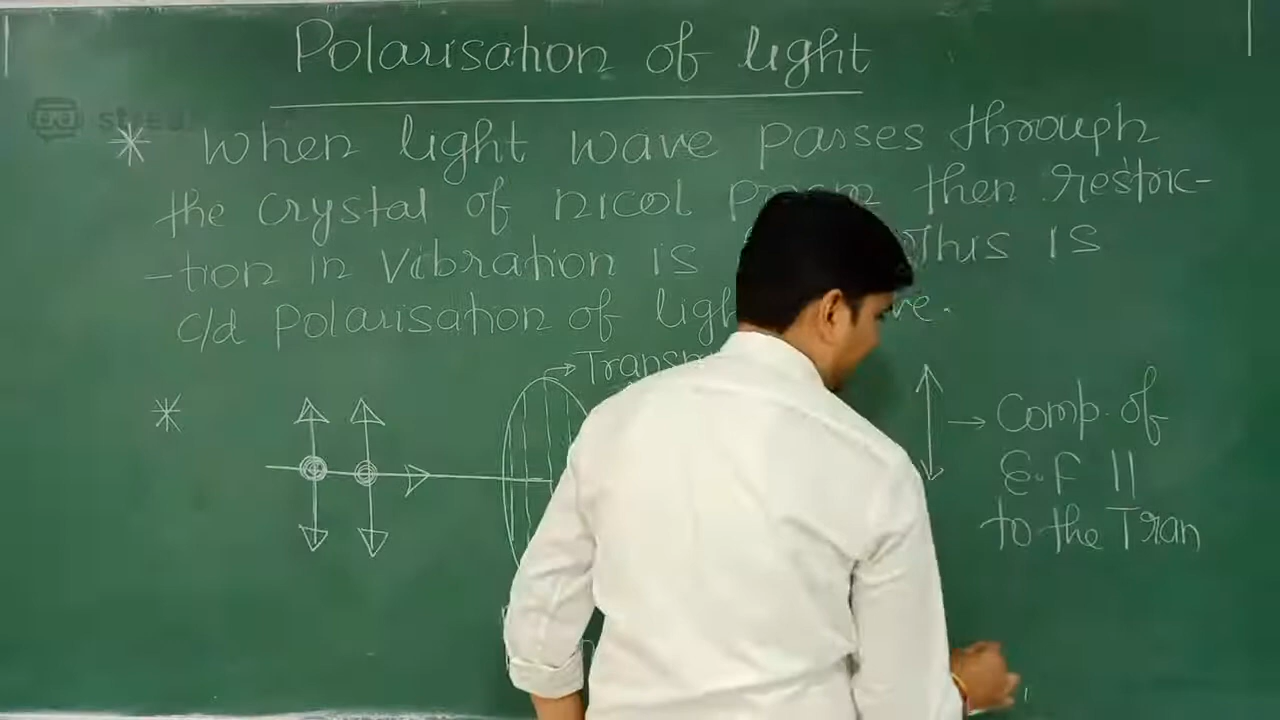 Polarisation of light
* When light wave passes through
the crystal of nicol then restric-
-tion in vibration is This is
c/d polarisation of
→ Comp. of
*
E.F ||
to the Tran